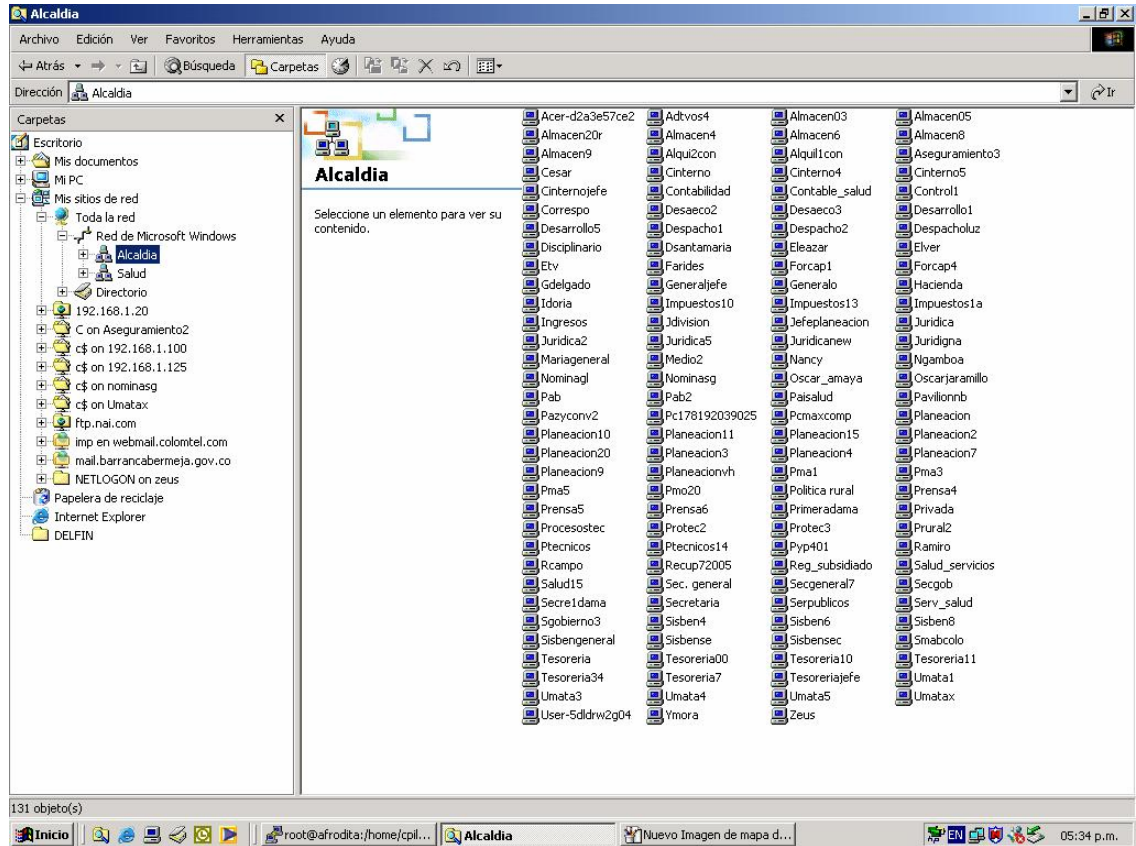 Alcaldia
Archivo Edición Ver Favoritos Herramientas Ayuda
Atrás Búsqueda Carpetas
Dirección Alcaldia Ir
Carpetas x
Escritorio
Mis documentos
Mi PC
Mis sitios de red
Toda la red
Red de Microsoft Windows
Alcaldia
Salud
Directorio
192.168.1.20
C on Aseguramiento2
c$ on 192.168.1.100
c$ on 192.168.1.125
c$ on nominasg
c$ on Umatax
ftp.nai.com
imp en webmail.colomtel.com
mail.barrancabermeja.gov.co
NETLOGON on zeus
Papelera de reciclaje
Internet Explorer
DELFIN
Alcaldia
Seleccione un elemento para ver su
contenido.
Acer-d2a3e57ce2 Adtvos4 Almacen03 Almacen05
Almacen20r Almacen4 Almacen6 Almacen8
Almacen9 Alqui2con Alquil1con Aseguramiento3
Cesar Cinterno Cinterno4 Cinterno5
Cinternojefe Contabilidad Contable_salud Control1
Correspo Desaeco2 Desaeco3 Desarrollo1
Desarrollo5 Despacho1 Despacho2 Despacholuz
Disciplinario Dsantamaria Eleazar Elver
Etv Farides Forcap1 Forcap4
Gdelgado Generaljefe Generalo Hacienda
Idoria Impuestos10 Impuestos13 Impuestos1a
Ingresos Jdivision Jefeplaneacion Juridica
Juridica2 Juridica5 Juridicanew Juridigna
Mariageneral Medio2 Nancy Ngamboa
Nominagl Nominasg Oscar_amaya Oscarjaramillo
Pab Pab2 Paisalud Pavilionnb
Pazyconv2 Pc178192039025 Pcmaxcomp Planeacion
Planeacion10 Planeacion11 Planeacion15 Planeacion2
Planeacion20 Planeacion3 Planeacion4 Planeacion7
Planeacion9 Planeacionvh Pma1 Pma3
Pma5 Pmo20 Politica rural Prensa4
Prensa5 Prensa6 Primeradama Privada
Procesostec Protec2 Protec3 Prural2
Ptecnicos Ptecnicos14 Pyp401 Ramiro
Rcampo Recup72005 Reg_subsidiado Salud_servicios
Salud15 Sec. general Secgeneral7 Secgob
Secre1dama Secretaria Serpublicos Serv_salud
Sgobierno3 Sisben4 Sisben6 Sisben8
Sisbengeneral Sisbense Sisbensec Smabcolo
Tesoreria Tesoreria00 Tesoreria10 Tesoreria11
Tesoreria34 Tesoreria7 Tesoreriajefe Umata1
Umata3 Umata4 Umata5 Umatax
User-5dldrw2g04 Ymora Zeus
131 objeto(s)
Inicio root@afrodita:/home/cpil... Alcaldia Nuevo Imagen de mapa d... EN 05:34 p.m.